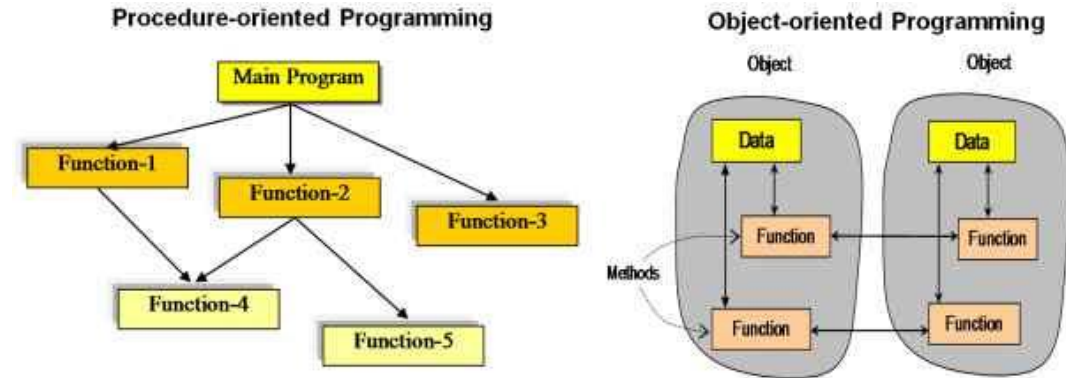 Procedure-oriented Programming
Main Program
Function-1
Function-2
Function-3
Function-4
Function-5
Object-oriented Programming
Object
Object
Data
Data
Function
Function
Methods
Function
Function